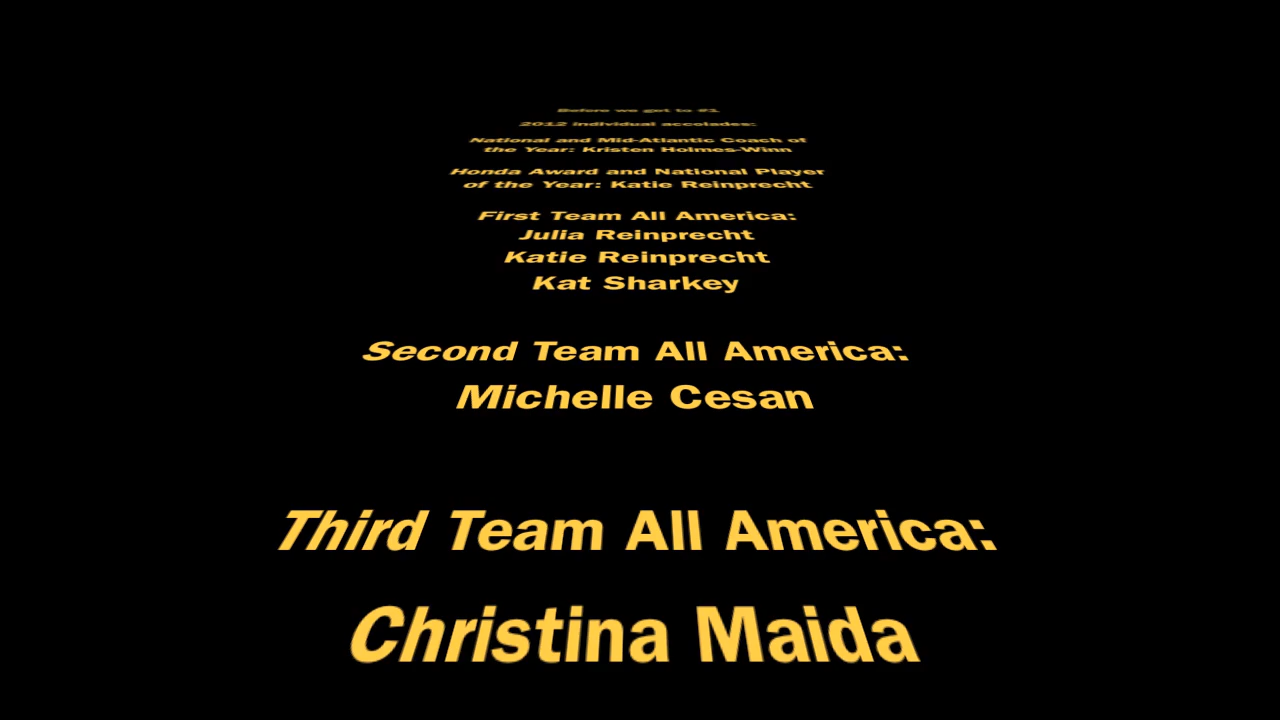 Before we get to #1
2012 individual accolades:
National and Mid-Atlantic Coach of
the Year: Kristen Holmes-Winn
Honda Award and National Player
of the Year: Katie Reinprecht
First Team All America:
Julia Reinprecht
Katie Reinprecht
Kat Sharkey
Second Team All America:
Michelle Cesan
Third Team All America:
Christina Maida